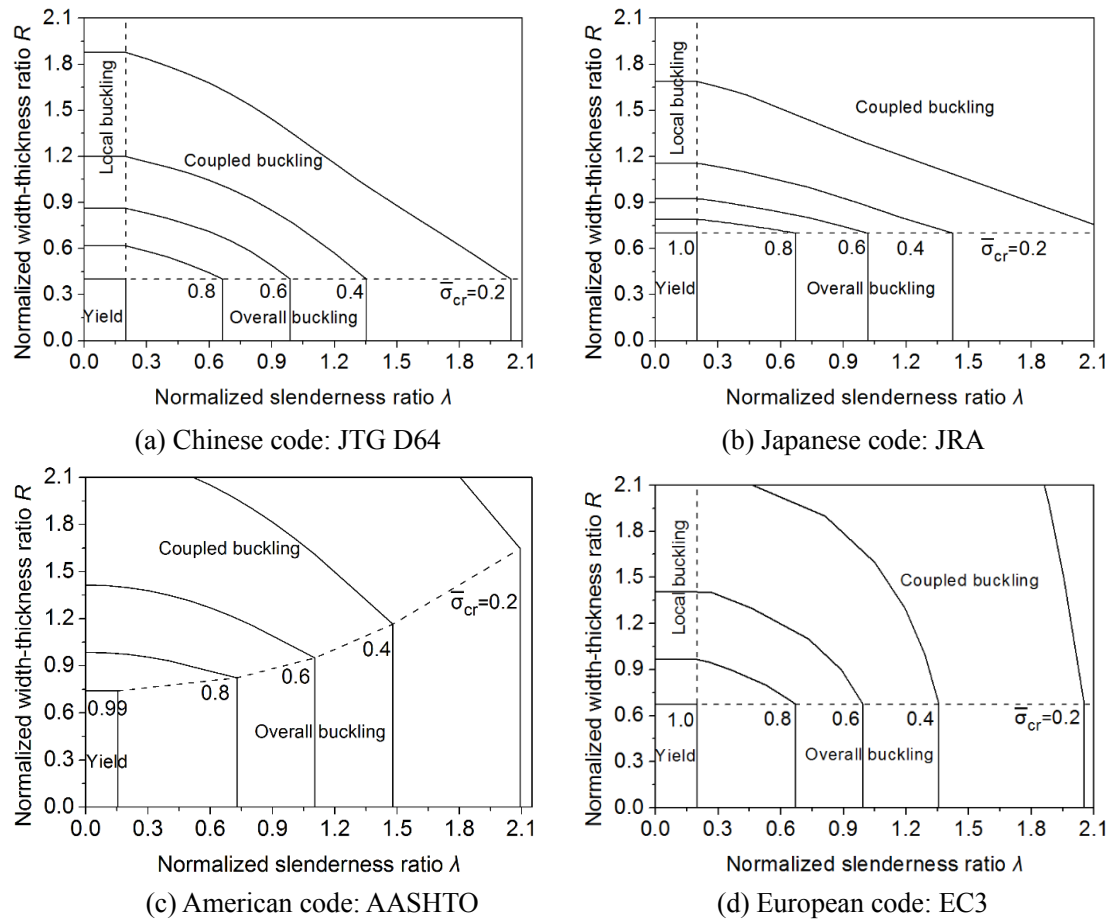 2.1
1.8
1.5
1.2
0.9
0.6
0.3
0.0
Normalized width-thickness ratio R
Local buckling
Coupled buckling
0.8
0.6
0.4
σ̅cr=0.2
Yield
Overall buckling
0.0 0.3 0.6 0.9 1.2 1.5 1.8 2.1
Normalized slenderness ratio λ
(a) Chinese code: JTG D64
2.1
1.8
1.5
1.2
0.9
0.6
0.3
0.0
Normalized width-thickness ratio R
Local buckling
Coupled buckling
1.0
0.8
0.6
0.4
σ̅cr=0.2
Yield
Overall buckling
0.0 0.3 0.6 0.9 1.2 1.5 1.8 2.1
Normalized slenderness ratio λ
(b) Japanese code: JRA
2.1
1.8
1.5
1.2
0.9
0.6
0.3
0.0
Normalized width-thickness ratio R
Coupled buckling
σ̅cr=0.2
0.4
0.6
0.8
0.99
Overall buckling
Yield
0.0 0.3 0.6 0.9 1.2 1.5 1.8 2.1
Normalized slenderness ratio λ
(c) American code: AASHTO
2.1
1.8
1.5
1.2
0.9
0.6
0.3
0.0
Normalized width-thickness ratio R
Local buckling
Coupled buckling
1.0
0.8
0.6
0.4
σ̅cr=0.2
Yield
Overall buckling
0.0 0.3 0.6 0.9 1.2 1.5 1.8 2.1
Normalized slenderness ratio λ
(d) European code: EC3